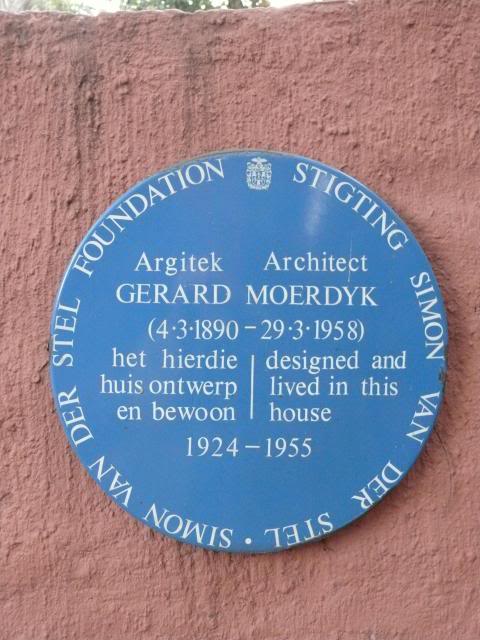 SIMON VAN DER STEL FOUNDATION
STIGTING SIMON VAN DER STEL ·
Argitek Architect
GERARD MOERDYK
(4·3·1890 – 29·3·1958)
het hierdie | designed and
huis ontwerp | lived in this
en bewoon | house
1924 – 1955